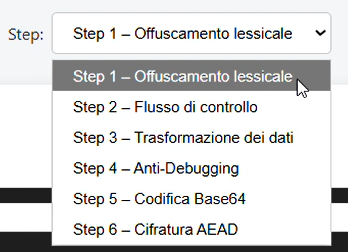 Step: Step 1 – Offuscamento lessicale
Step 1 – Offuscamento lessicale
Step 2 – Flusso di controllo
Step 3 – Trasformazione dei dati
Step 4 – Anti-Debugging
Step 5 – Codifica Base64
Step 6 – Cifratura AEAD